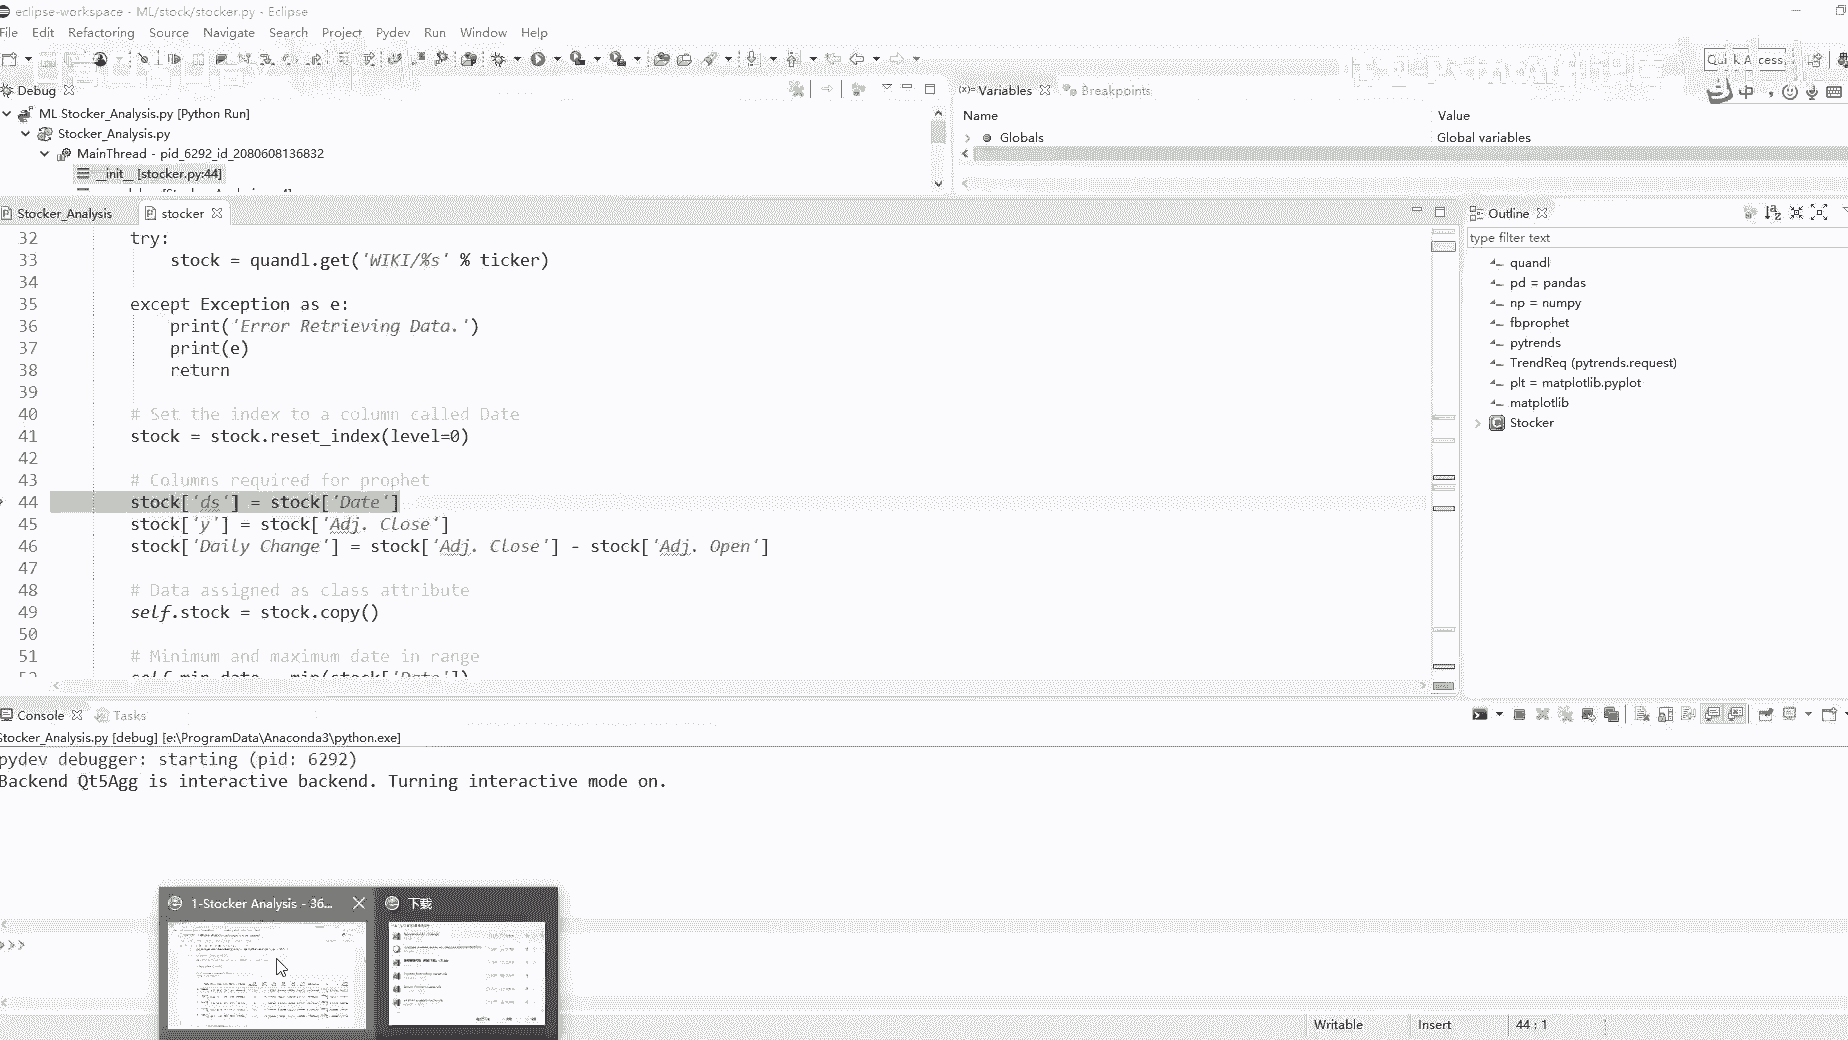 eclipse-workspace - ML/stock/stocker.py - Eclipse
File Edit Refactoring Source Navigate Search Project Pydev Run Window Help
Quick Access
Debug
Variables Breakpoints
ML Stocker_Analysis.py [Python Run]
Stocker_Analysis.py
MainThread - pid_6292_id_2080608136832
__init__ [stocker.py:44]
Name Value
Globals Global variables
Stocker_Analysis stocker
32 try:
33 stock = quandl.get('WIKI/%s' % ticker)
34
35 except Exception as e:
36 print('Error Retrieving Data.')
37 print(e)
38 return
39
40 # Set the index to a column called Date
41 stock = stock.reset_index(level=0)
42
43 # Columns required for prophet
44 stock['ds'] = stock['Date']
45 stock['y'] = stock['Adj. Close']
46 stock['Daily Change'] = stock['Adj. Close'] - stock['Adj. Open']
47
48 # Data assigned as class attribute
49 self.stock = stock.copy()
50
51 # Minimum and maximum date in range
Outline
type filter text
quandl
pd = pandas
np = numpy
fbprophet
pytrends
TrendReq (pytrends.request)
plt = matplotlib.pyplot
matplotlib
Stocker
Console Tasks
Stocker_Analysis.py [debug] [e:\ProgramData\Anaconda3\python.exe]
pydev debugger: starting (pid: 6292)
Backend Qt5Agg is interactive backend. Turning interactive mode on.
1-Stocker Analysis - 36... 下载
>>>
Writable Insert 44 : 1